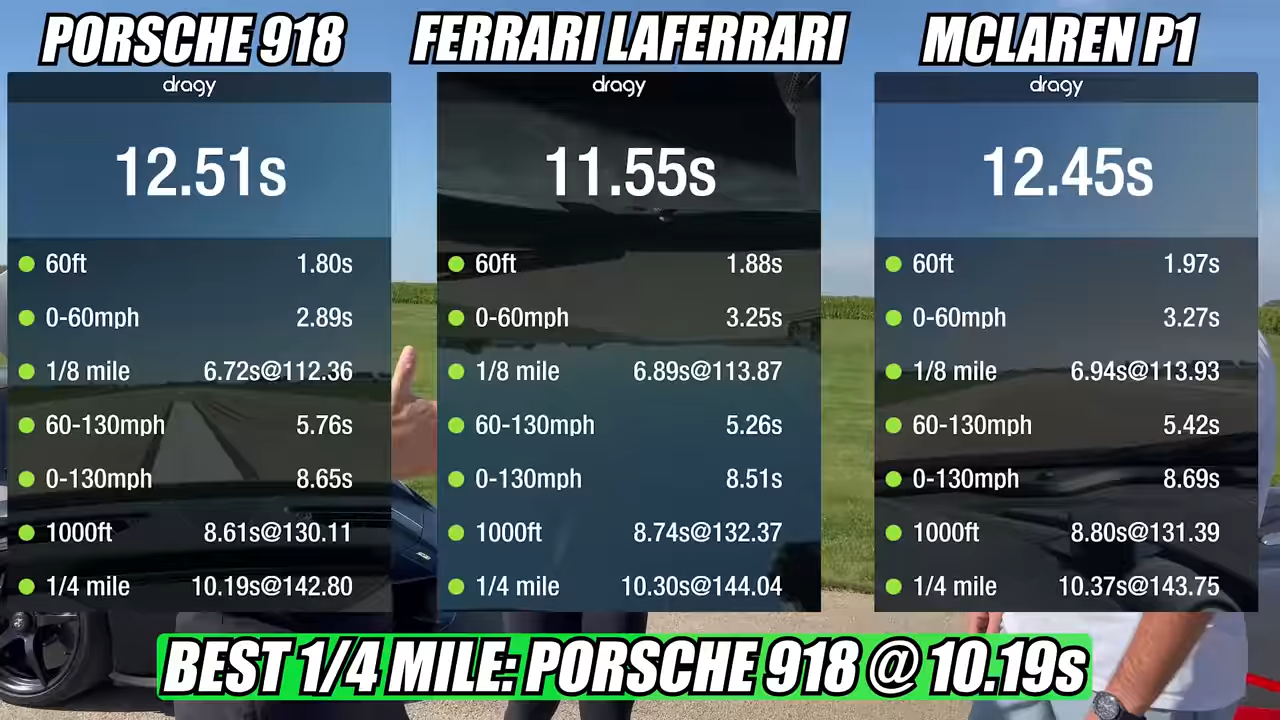 PORSCHE 918
dragy
12.51s
60ft 1.80s
0-60mph 2.89s
1/8 mile 6.72s@112.36
60-130mph 5.76s
0-130mph 8.65s
1000ft 8.61s@130.11
1/4 mile 10.19s@142.80
FERRARI LAFERRARI
dragy
11.55s
60ft 1.88s
0-60mph 3.25s
1/8 mile 6.89s@113.87
60-130mph 5.26s
0-130mph 8.51s
1000ft 8.74s@132.37
1/4 mile 10.30s@144.04
MCLAREN P1
dragy
12.45s
60ft 1.97s
0-60mph 3.27s
1/8 mile 6.94s@113.93
60-130mph 5.42s
0-130mph 8.69s
1000ft 8.80s@131.39
1/4 mile 10.37s@143.75
BEST 1/4 MILE: PORSCHE 918 @ 10.19s